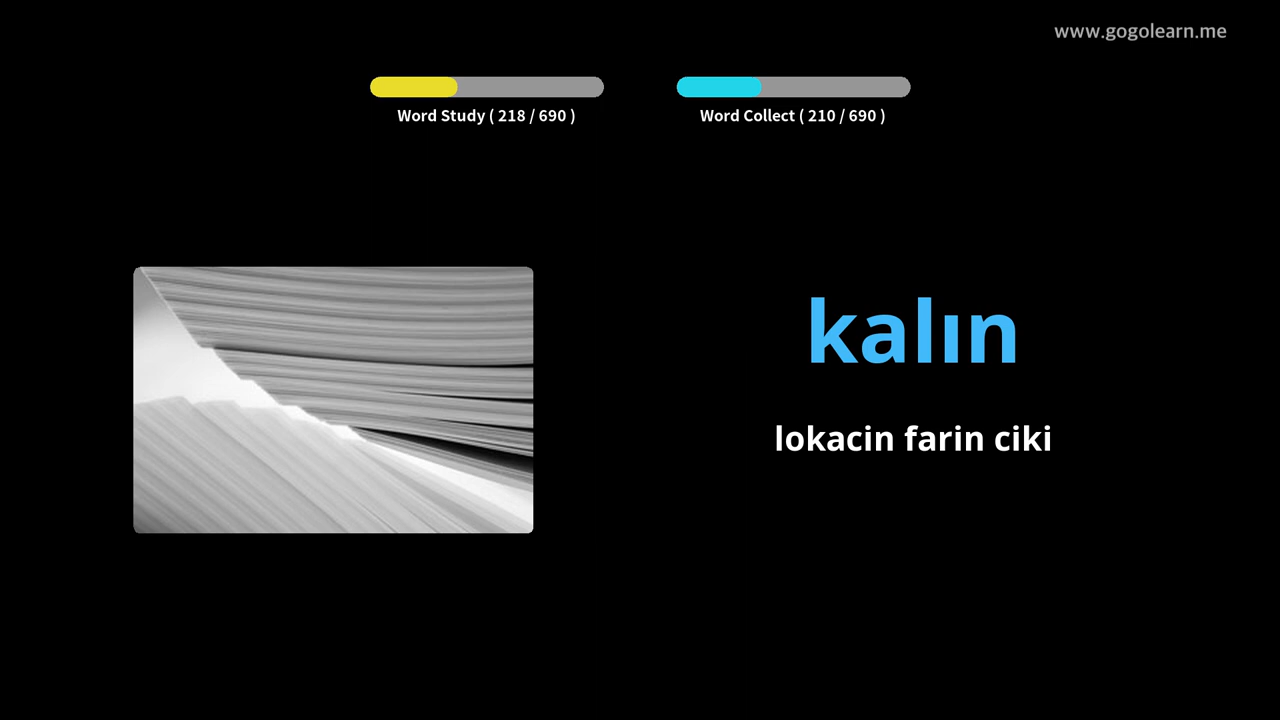 www.gogolearn.me
Word Study ( 218 / 690 )
Word Collect ( 210 / 690 )
kalın
lokacin farin ciki